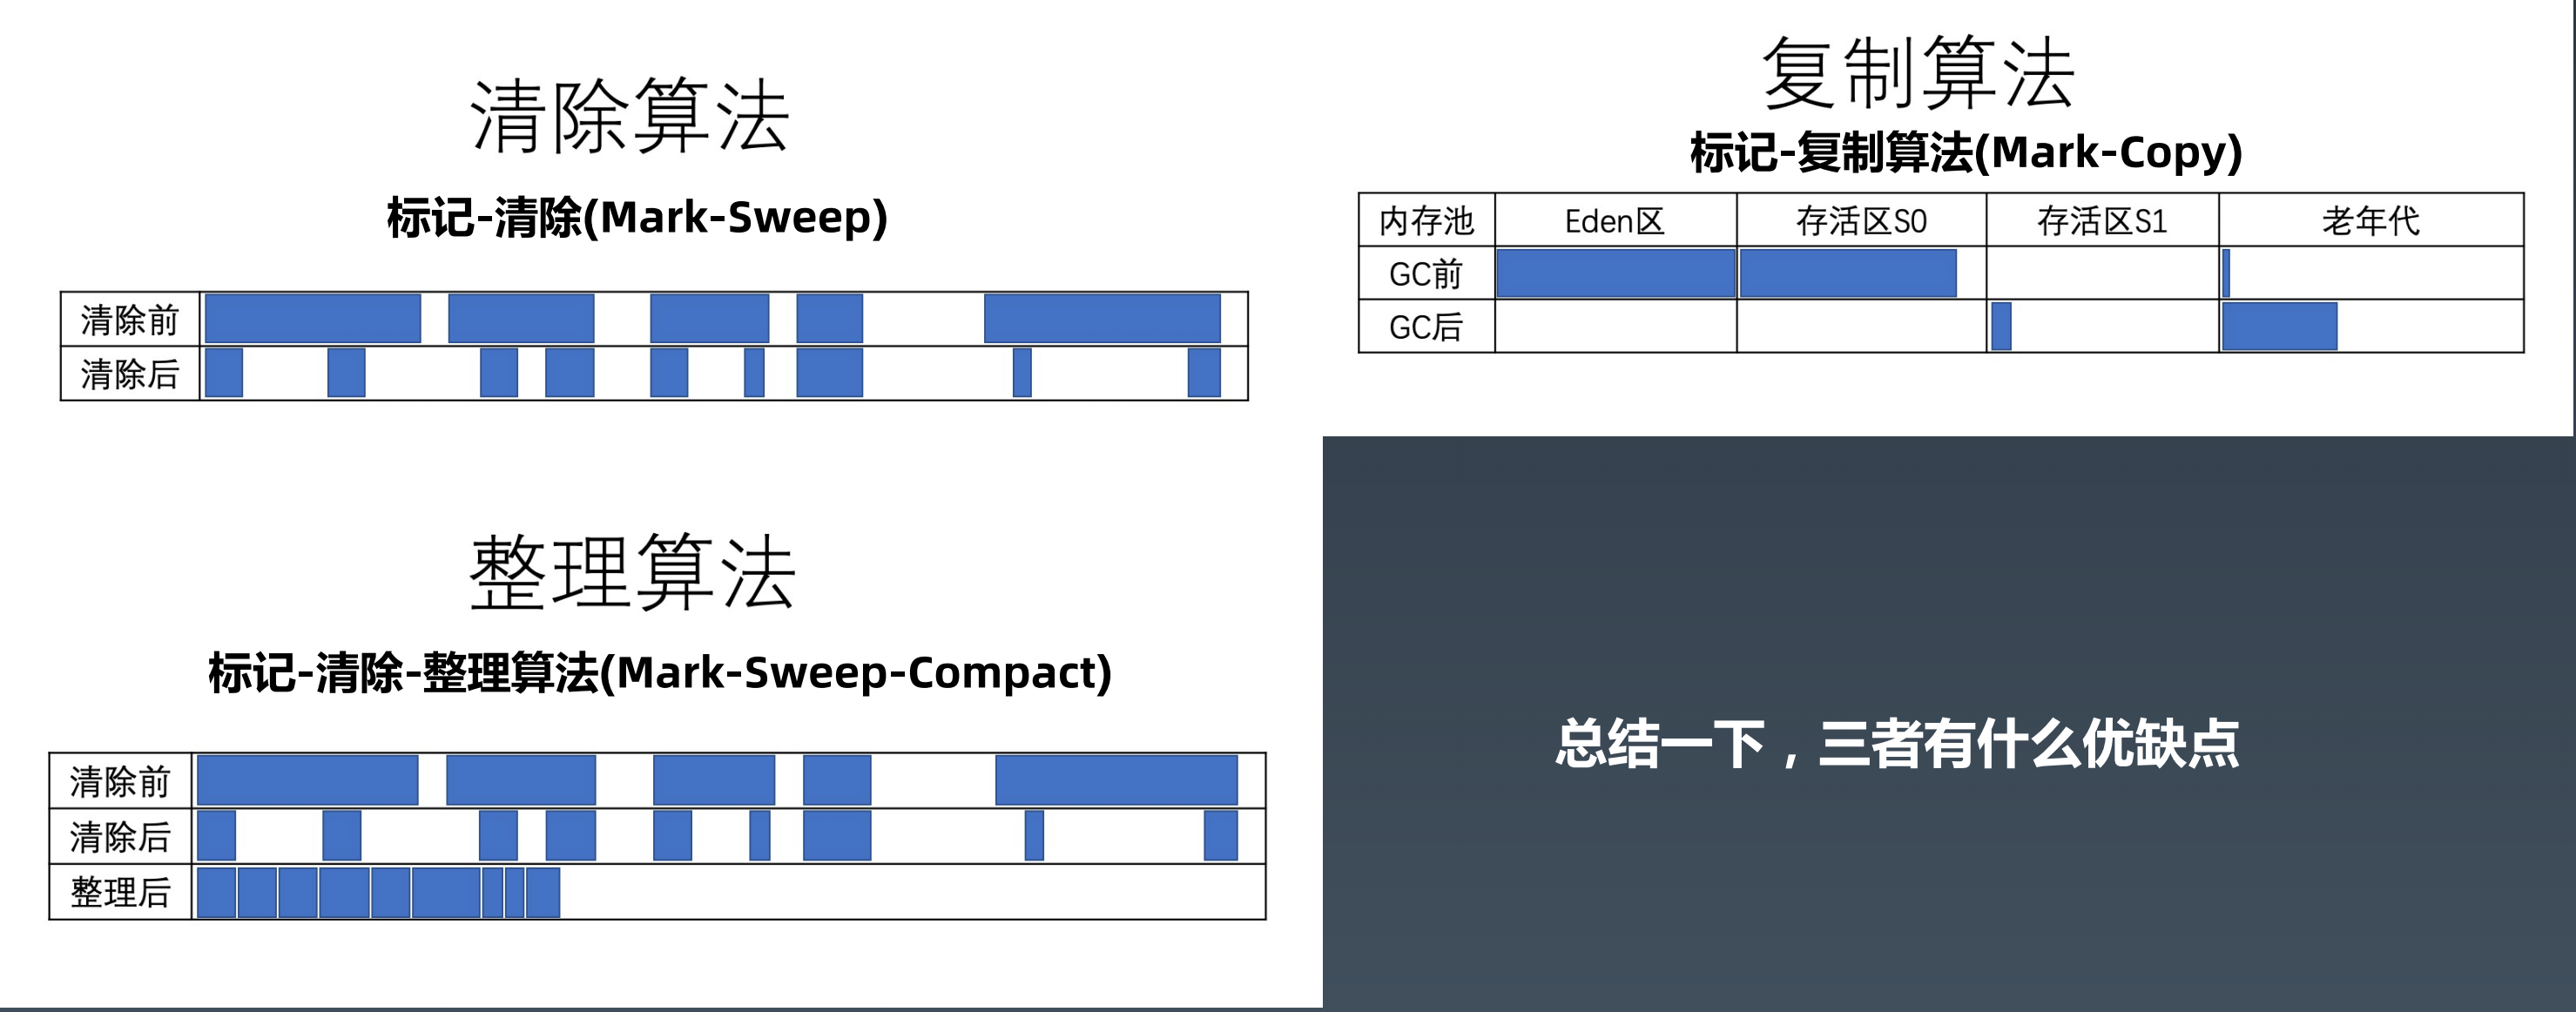 清除算法
标记-清除(Mark-Sweep)
清除前
清除后
复制算法
标记-复制算法(Mark-Copy)
内存池 Eden区 存活区S0 存活区S1 老年代
GC前
GC后
整理算法
标记-清除-整理算法(Mark-Sweep-Compact)
清除前
清除后
整理后
总结一下，三者有什么优缺点